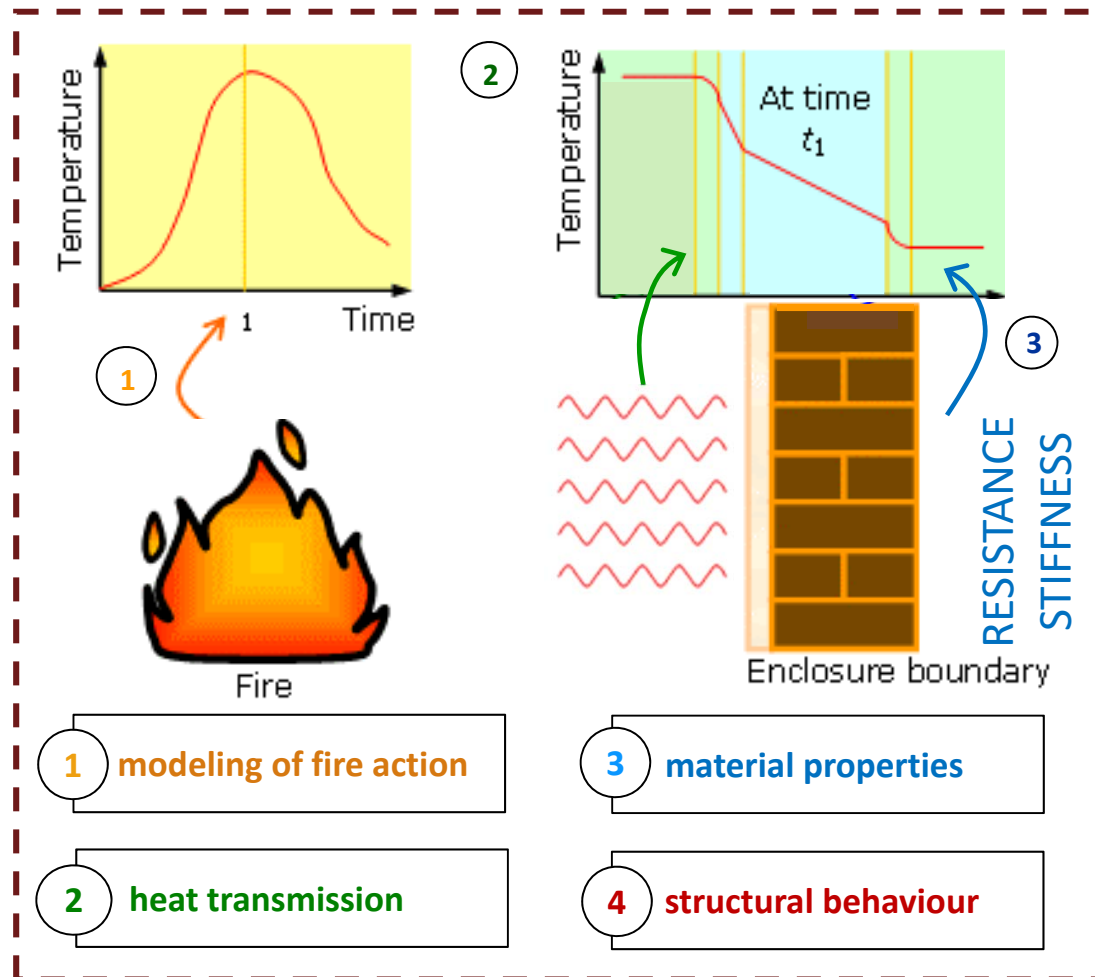 Temperature
1
Time
1
Fire
2
Temperature
At time
t₁
3
RESISTANCE
STIFFNESS
Enclosure boundary
1 modeling of fire action
3 material properties
2 heat transmission
4 structural behaviour